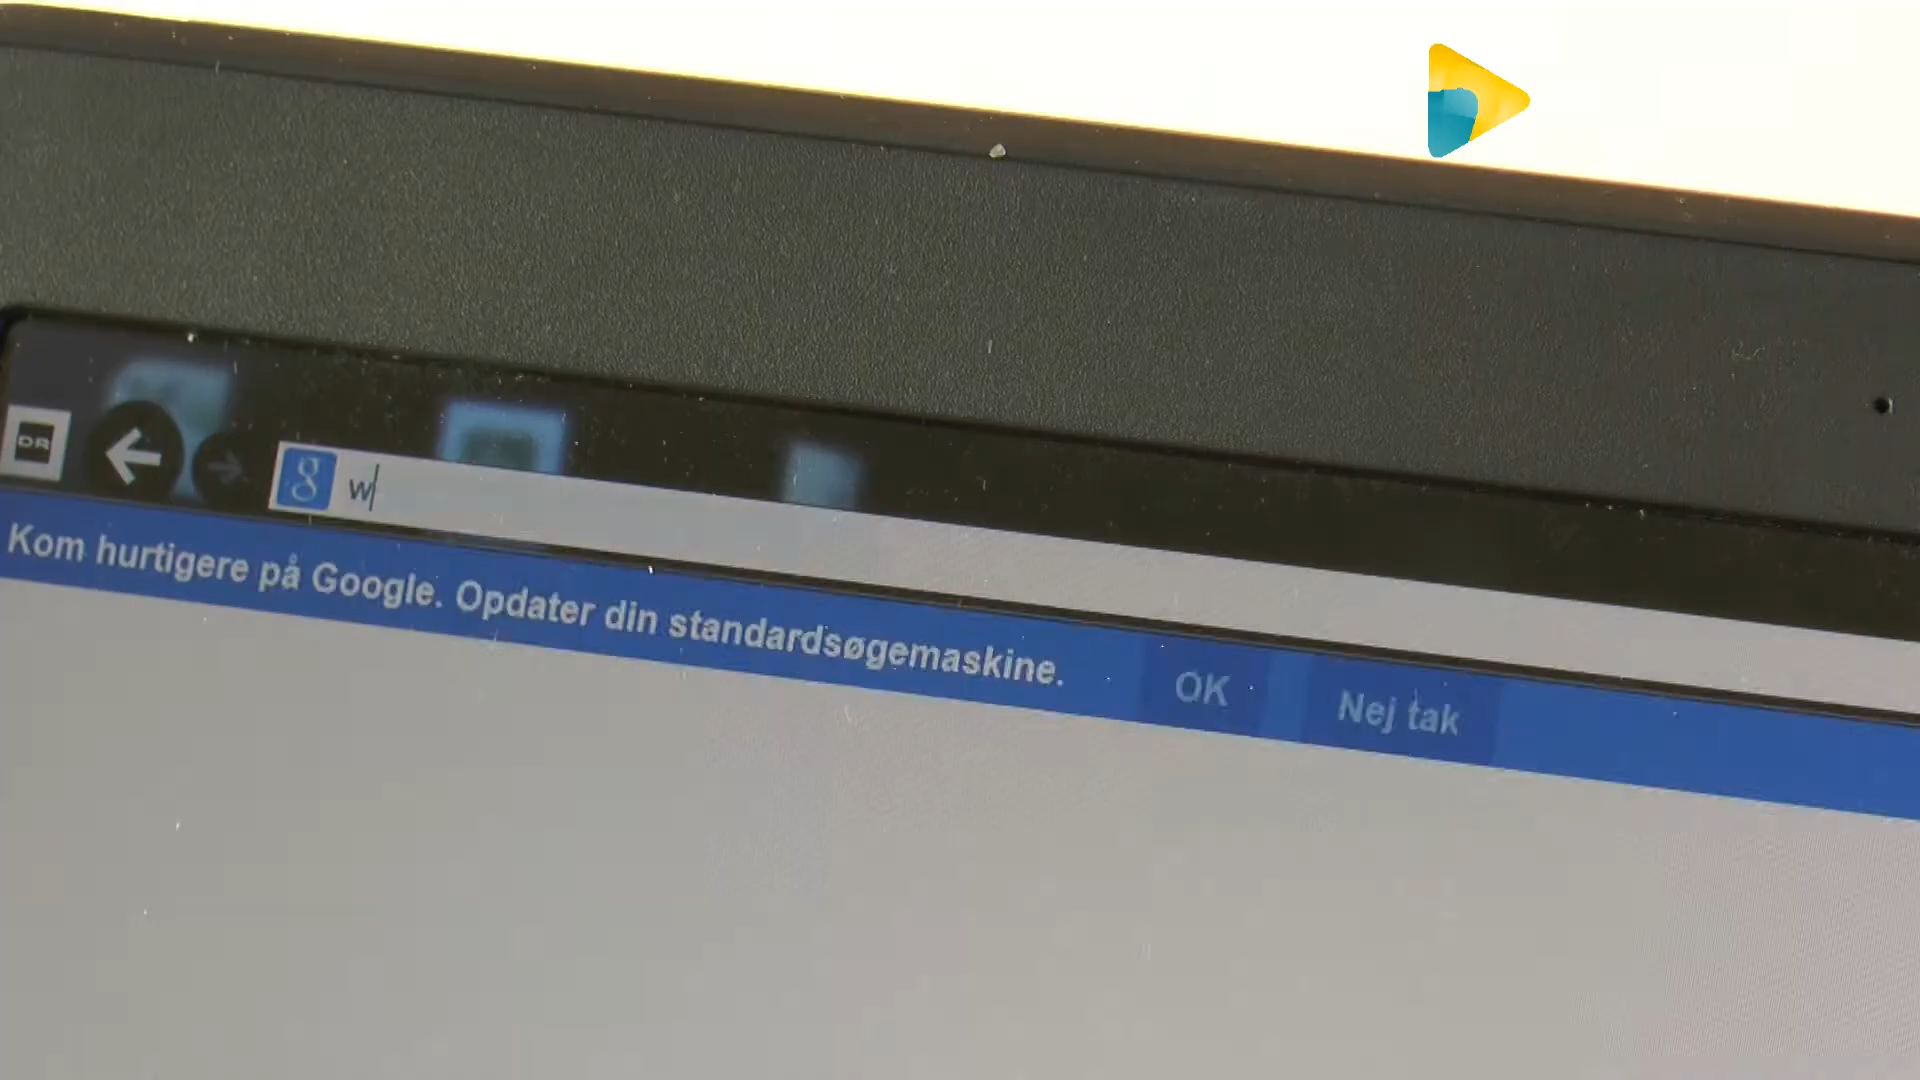 DR
g w
Kom hurtigere på Google. Opdater din standardsøgemaskine. OK Nej tak